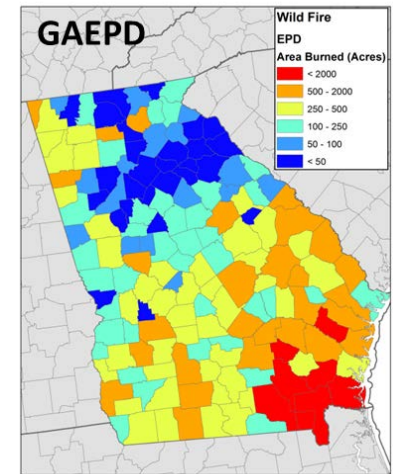 GAEPD
Wild Fire
EPD
Area Burned (Acres)
< 2000
500 - 2000
250 - 500
100 - 250
50 - 100
< 50